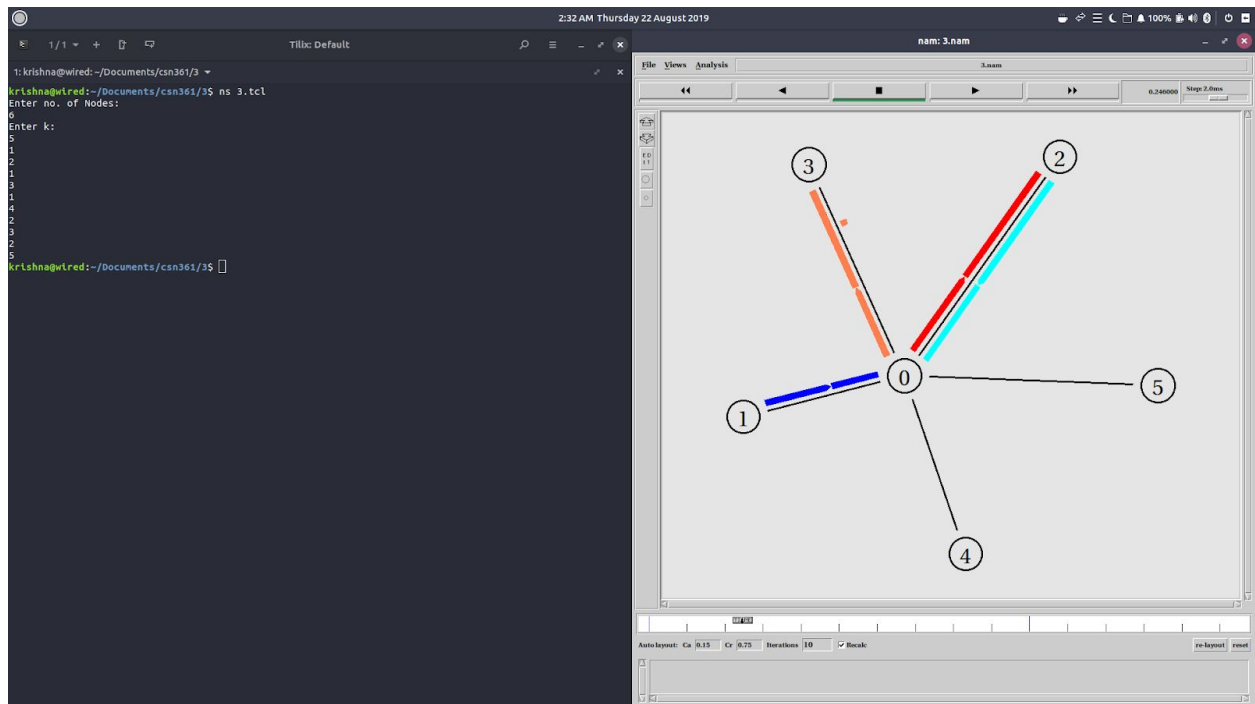 2:32 AM Thursday 22 August 2019
100%
1/1
Tilix: Default
1: krishna@wired: ~/Documents/csn361/3
krishna@wired:~/Documents/csn361/3$ ns 3.tcl
Enter no. of Nodes:
6
Enter k:
5
1
2
1
3
1
4
2
3
2
5
krishna@wired:~/Documents/csn361/3$
nam: 3.nam
File Views Analysis
3.nam
0.246000
Step: 2.0ms
E D
I T
3
2
0
1
5
4
Auto layout: Ca 0.15 Cr 0.75 Iterations 10 Recalc
re-layout reset